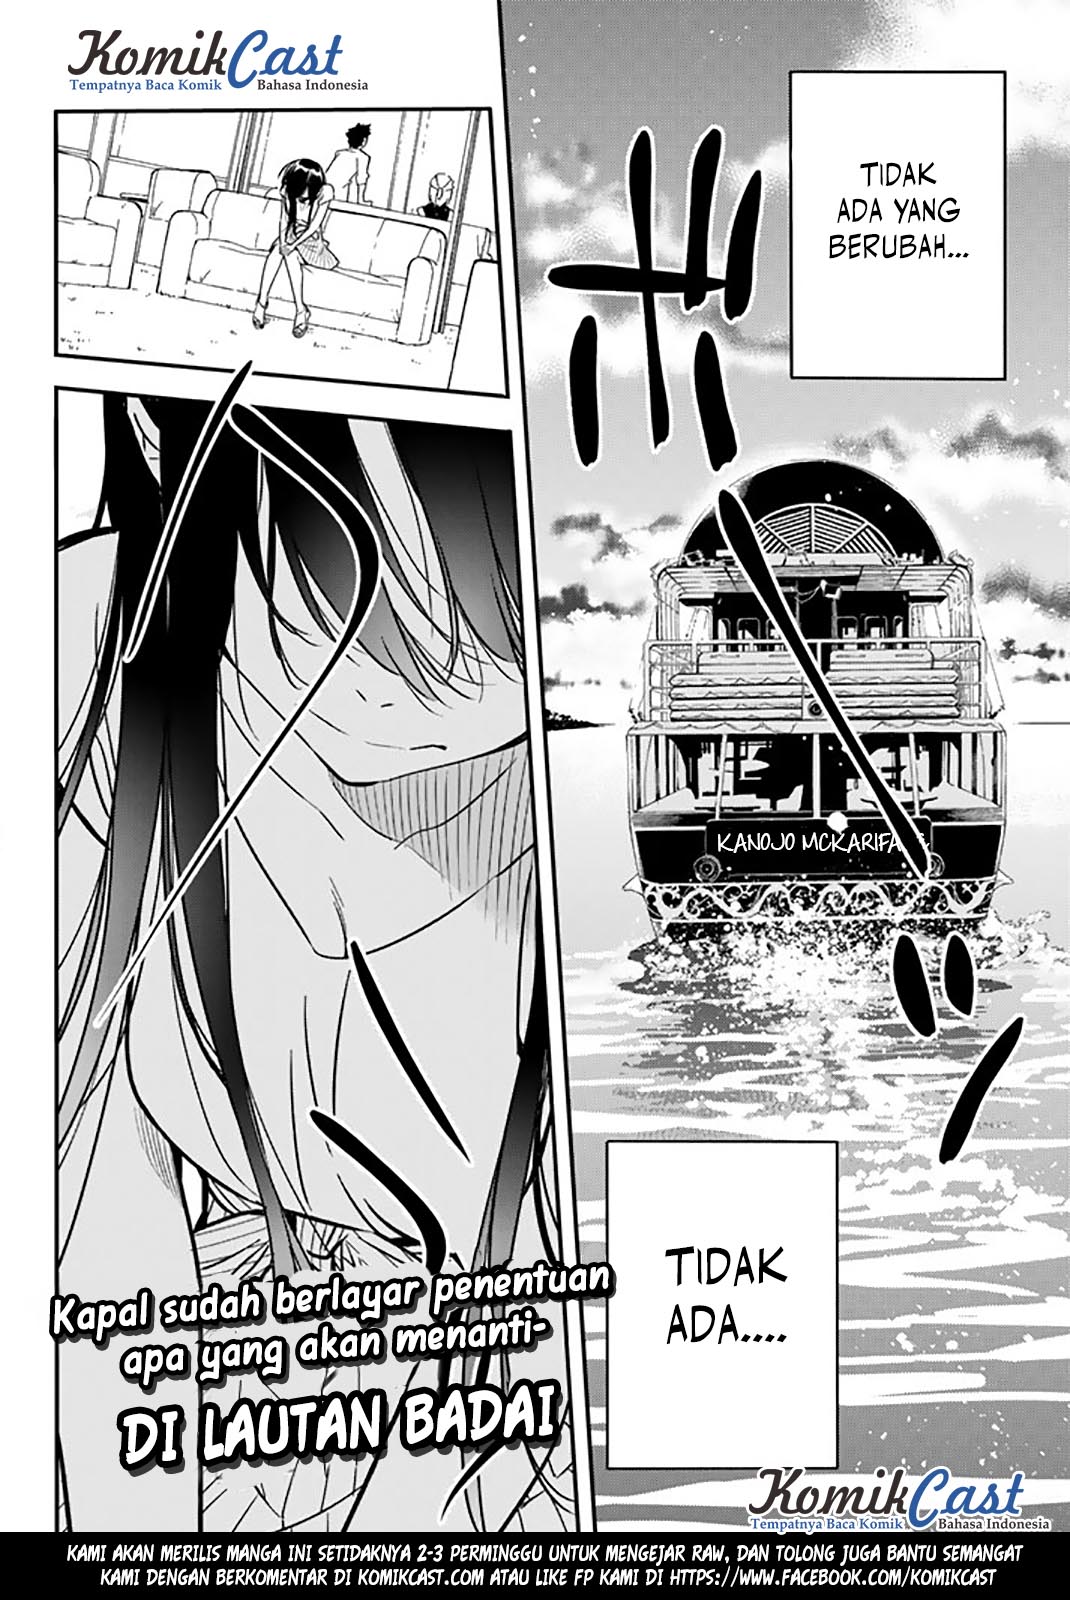 KomikCast
Tempatnya Baca Komik Bahasa Indonesia
TIDAK
ADA YANG
BERUBAH...
ボーッ
KANOJO MCKARIFA
TIDAK
ADA....
Kapal sudah berlayar penentuan
apa yang akan menanti-
DI LAUTAN BADAI
KomikCast
Tempatnya Baca Komik Bahasa Indonesia
KAMI AKAN MERILIS MANGA INI SETIDAKNYA 2-3 PERMINGGU UNTUK MENGEJAR RAW, DAN TOLONG JUGA BANTU SEMANGAT
KAMI DENGAN BERKOMENTAR DI KOMIKCAST.COM ATAU LIKE FP KAMI DI HTTPS://WWW.FACEBOOK.COM/KOMIKCAST